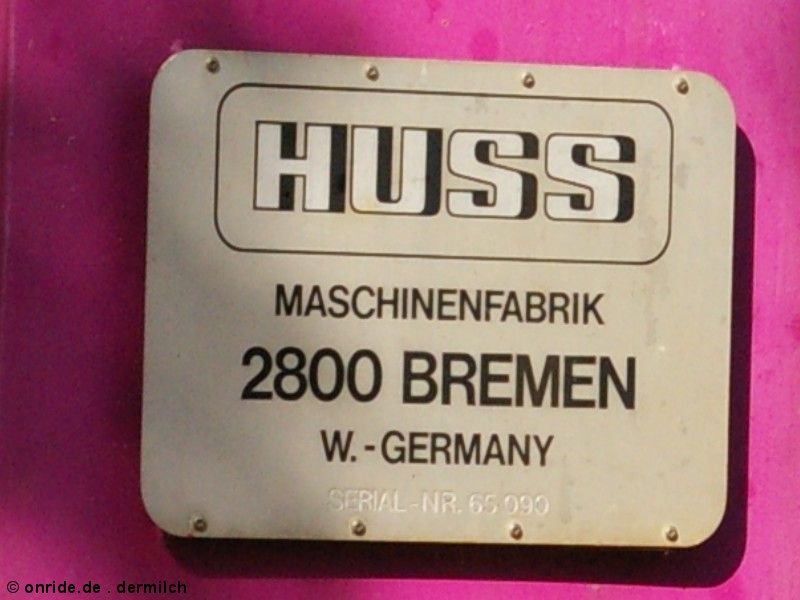 HUSS
MASCHINENFABRIK
2800 BREMEN
W.-GERMANY
SERIAL-NR. 65 090
© onride.de . dermilch